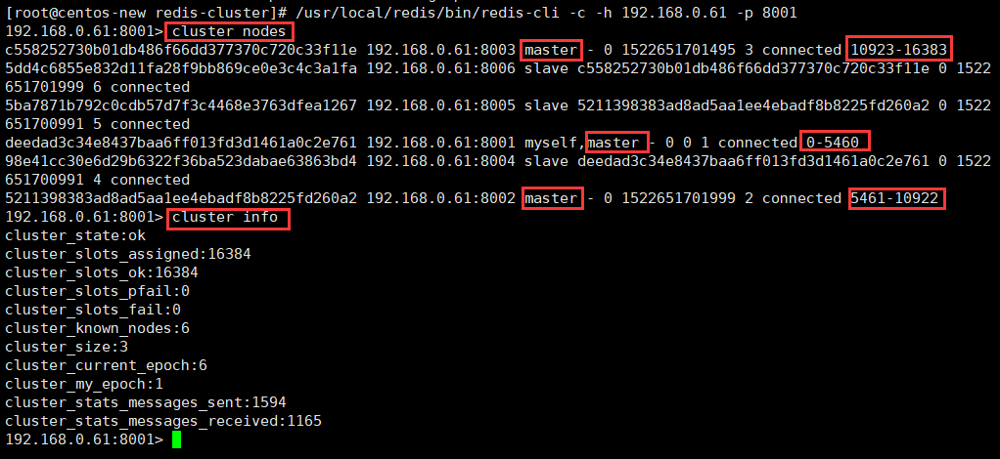 [root@centos-new redis-cluster]# /usr/local/redis/bin/redis-cli -c -h 192.168.0.61 -p 8001
192.168.0.61:8001> cluster nodes
c558252730b01db486f66dd377370c720c33f11e 192.168.0.61:8003 master - 0 1522651701495 3 connected 10923-16383
5dd4c6855e832d11fa28f9bb869ce0e3c4c3a1fa 192.168.0.61:8006 slave c558252730b01db486f66dd377370c720c33f11e 0 1522
651701999 6 connected
5ba7871b792c0cdb57d7f3c4468e3763dfea1267 192.168.0.61:8005 slave 5211398383ad8ad5aa1ee4ebadf8b8225fd260a2 0 1522
651700991 5 connected
deedad3c34e8437baa6ff013fd3d1461a0c2e761 192.168.0.61:8001 myself,master - 0 0 1 connected 0-5460
98e41cc30e6d29b6322f36ba523dabae63863bd4 192.168.0.61:8004 slave deedad3c34e8437baa6ff013fd3d1461a0c2e761 0 1522
651700991 4 connected
5211398383ad8ad5aa1ee4ebadf8b8225fd260a2 192.168.0.61:8002 master - 0 1522651701999 2 connected 5461-10922
192.168.0.61:8001> cluster info
cluster_state:ok
cluster_slots_assigned:16384
cluster_slots_ok:16384
cluster_slots_pfail:0
cluster_slots_fail:0
cluster_known_nodes:6
cluster_size:3
cluster_current_epoch:6
cluster_my_epoch:1
cluster_stats_messages_sent:1594
cluster_stats_messages_received:1165
192.168.0.61:8001>